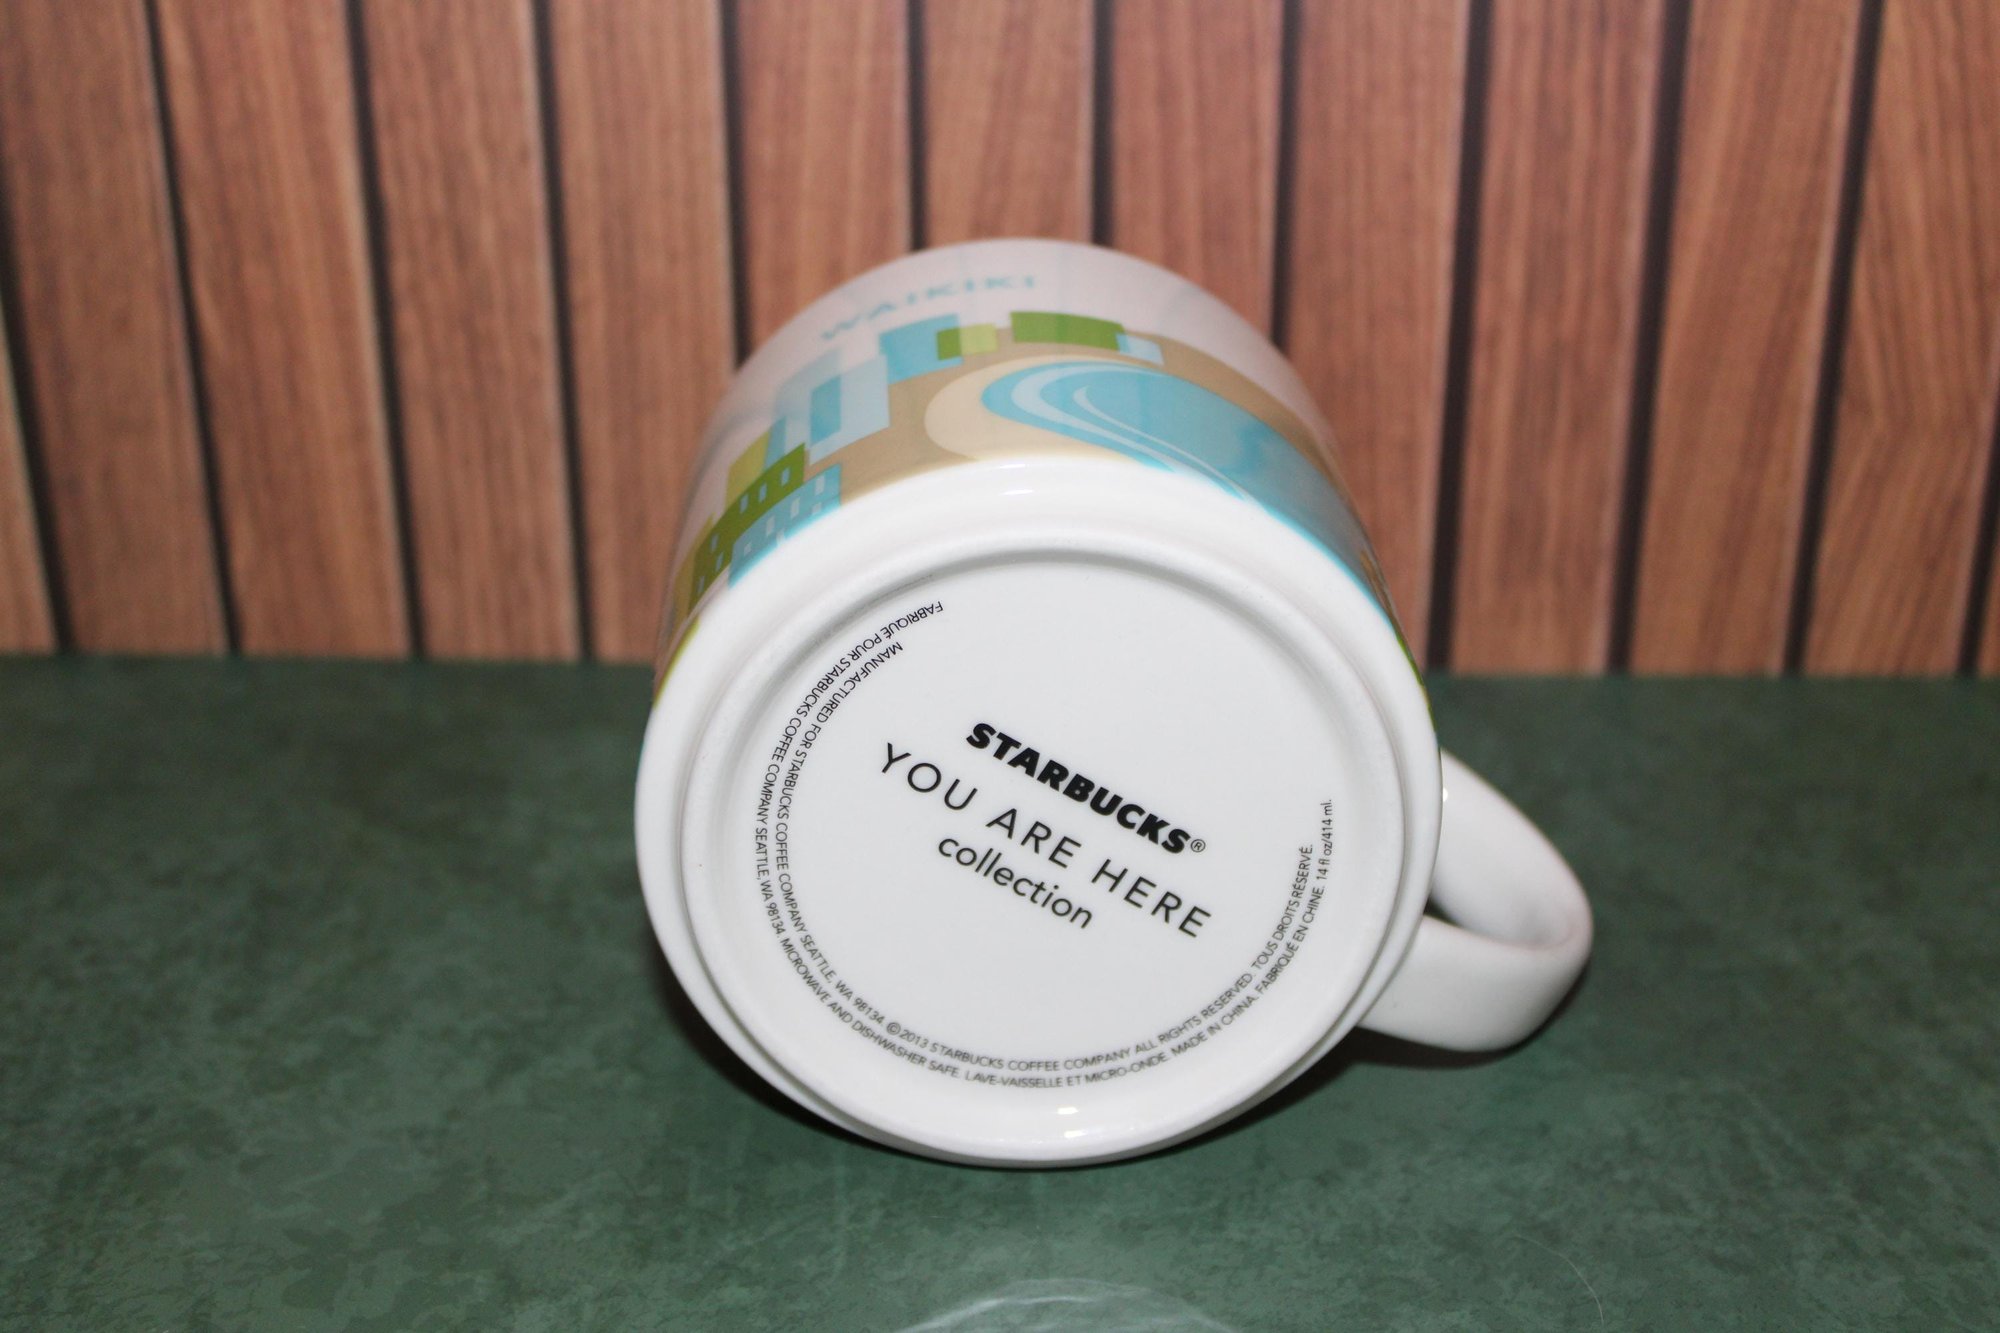 WAIKIKI
STARBUCKS®
YOU ARE HERE
collection
MANUFACTURED FOR STARBUCKS COFFEE COMPANY SEATTLE, WA 98134. ©2013 STARBUCKS COFFEE COMPANY ALL RIGHTS RESERVED. TOUS DROITS RÉSERVÉ.
FABRIQUÉ POUR STARBUCKS COFFEE COMPANY SEATTLE, WA 98134. MICROWAVE AND DISHWASHER SAFE. LAVE-VAISSELLE ET MICRO-ONDE. MADE IN CHINA. FABRIQUÉ EN CHINE. 14 fl oz/414 ml.